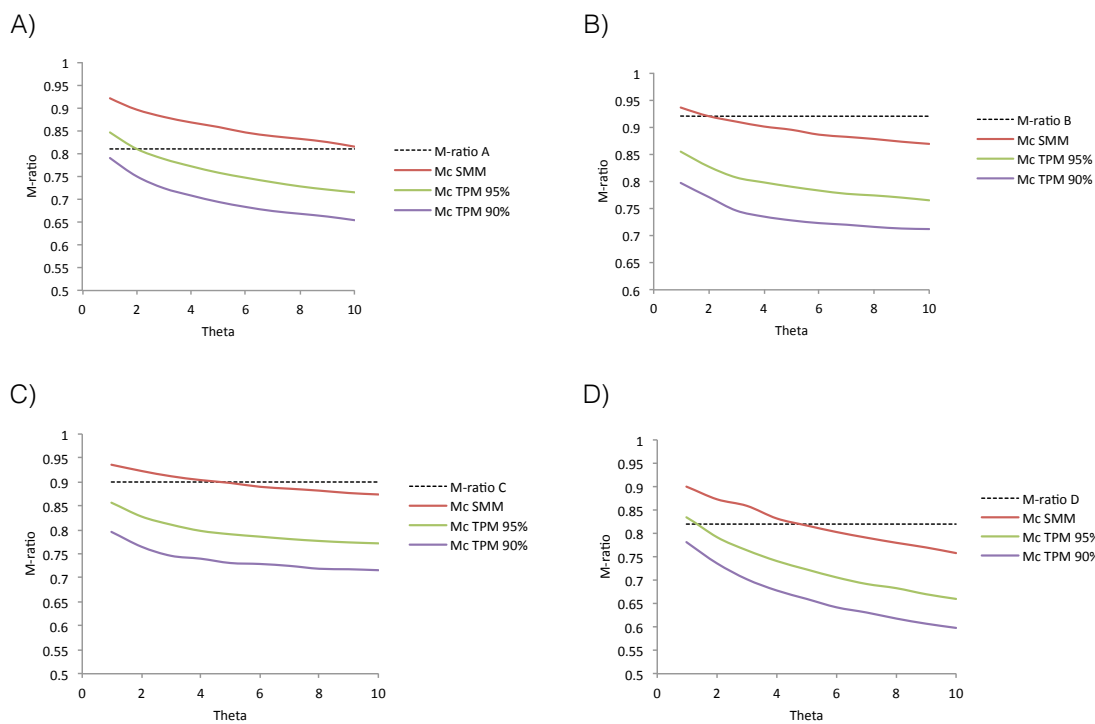 A)
1
0.95
0.9
0.85
0.8
0.75
0.7
0.65
0.6
0.55
0.5
M-ratio
0 2 4 6 8 10
Theta
M-ratio A
Mc SMM
Mc TPM 95%
Mc TPM 90%
B)
1
0.95
0.9
0.85
0.8
0.75
0.7
0.65
0.6
M-ratio
0 2 4 6 8 10
Theta
M-ratio B
Mc SMM
Mc TPM 95%
Mc TPM 90%
C)
1
0.95
0.9
0.85
0.8
0.75
0.7
0.65
0.6
0.55
0.5
M-ratio
0 2 4 6 8 10
Theta
M-ratio C
Mc SMM
Mc TPM 95%
Mc TPM 90%
D)
1
0.95
0.9
0.85
0.8
0.75
0.7
0.65
0.6
0.55
0.5
M-ratio
0 2 4 6 8 10
Theta
M-ratio D
Mc SMM
Mc TPM 95%
Mc TPM 90%